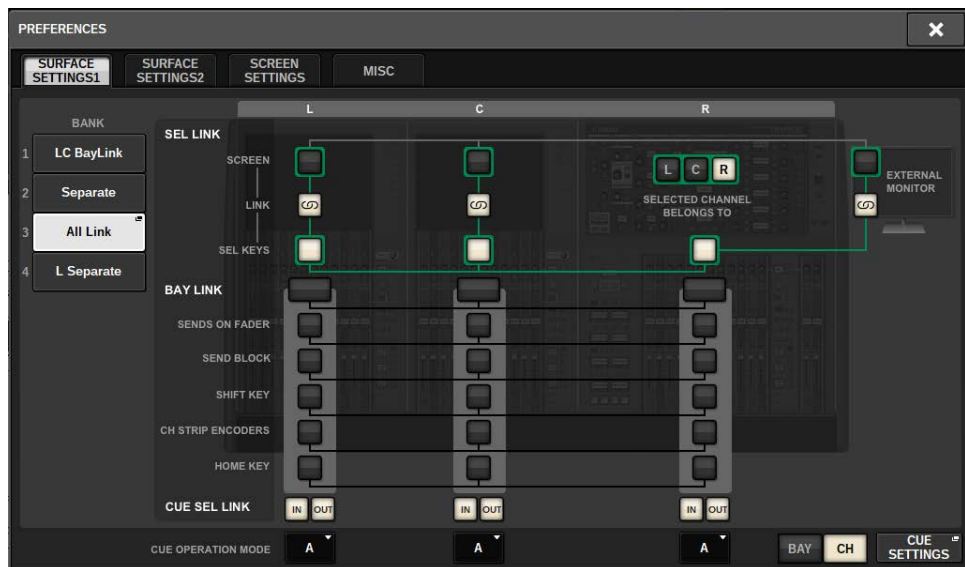 PREFERENCES
SURFACE SETTINGS1
SURFACE SETTINGS2
SCREEN SETTINGS
MISC
L C R
BANK
1 LC BayLink
2 Separate
3 All Link
4 L Separate
SEL LINK
SCREEN
LINK
SEL KEYS
L C R
SELECTED CHANNEL
BELONGS TO
EXTERNAL
MONITOR
BAY LINK
SENDS ON FADER
SEND BLOCK
SHIFT KEY
CH STRIP ENCODERS
HOME KEY
CUE SEL LINK
IN OUT IN OUT IN OUT
CUE OPERATION MODE
A A A
BAY CH
CUE
SETTINGS